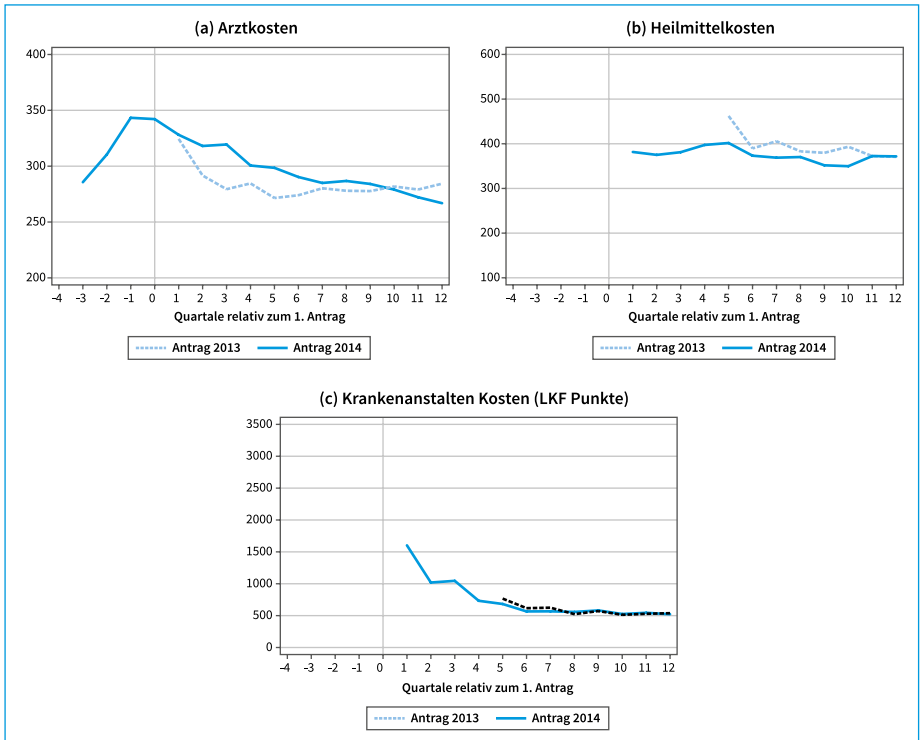 (a) Arztkosten
400
350
300
250
200
–4 –3 –2 –1 0 1 2 3 4 5 6 7 8 9 10 11 12
Quartale relativ zum 1. Antrag
Antrag 2013 Antrag 2014
(b) Heilmittelkosten
600
500
400
300
200
100
–4 –3 –2 –1 0 1 2 3 4 5 6 7 8 9 10 11 12
Quartale relativ zum 1. Antrag
Antrag 2013 Antrag 2014
(c) Krankenanstalten Kosten (LKF Punkte)
3500
3000
2500
2000
1500
1000
500
0
–4 –3 –2 –1 0 1 2 3 4 5 6 7 8 9 10 11 12
Quartale relativ zum 1. Antrag
Antrag 2013 Antrag 2014